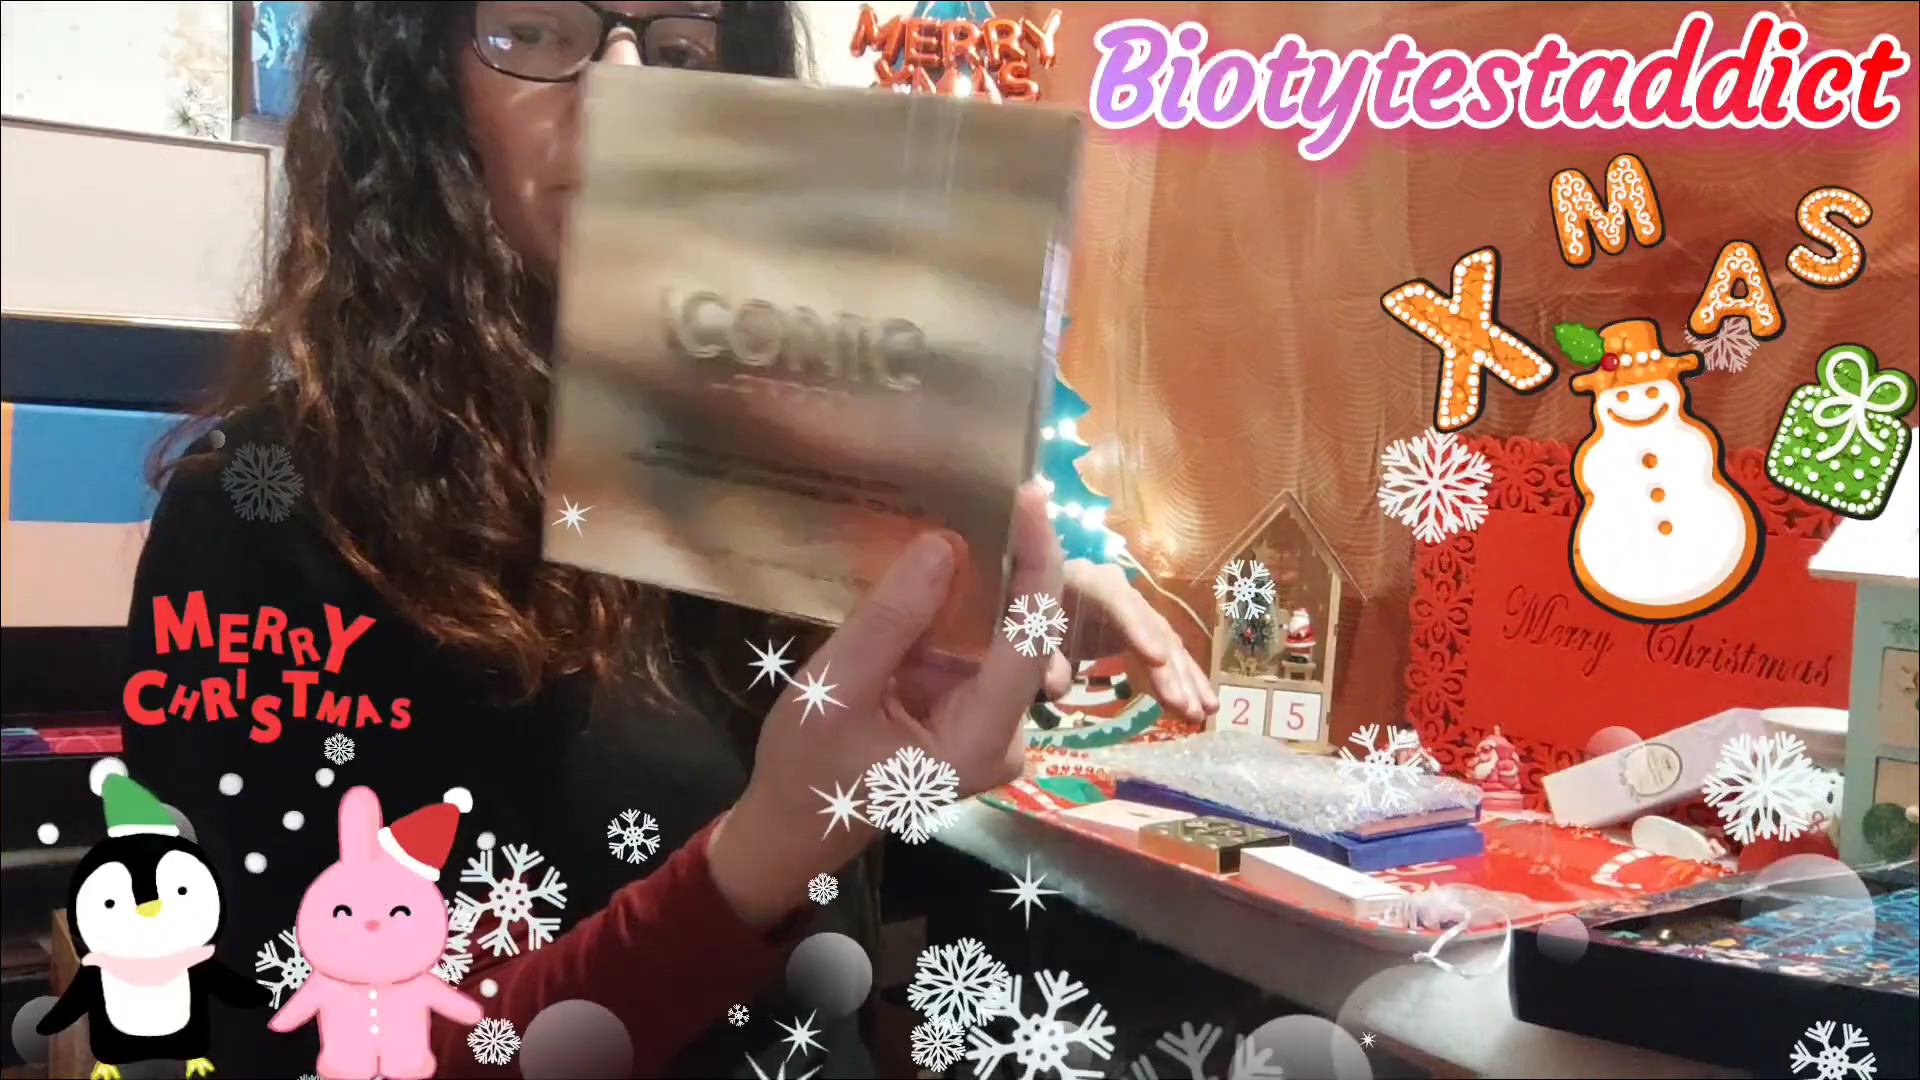 MERRY
XMAS
Biotytestaddict
XMAS
ICONIC
MERRY
CHRISTMAS
Merry Christmas
2 5